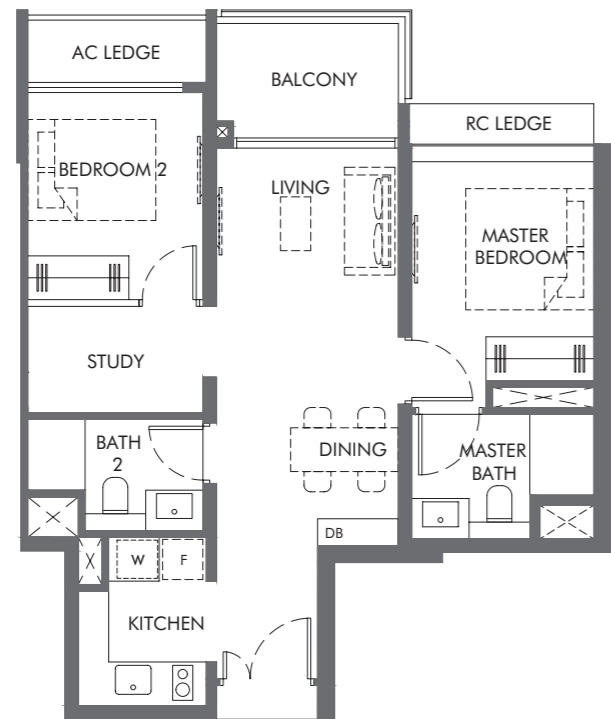 AC LEDGE
BALCONY
RC LEDGE
BEDROOM 2
LIVING
MASTER
BEDROOM
STUDY
BATH
2
DINING
MASTER
BATH
DB
W
F
KITCHEN